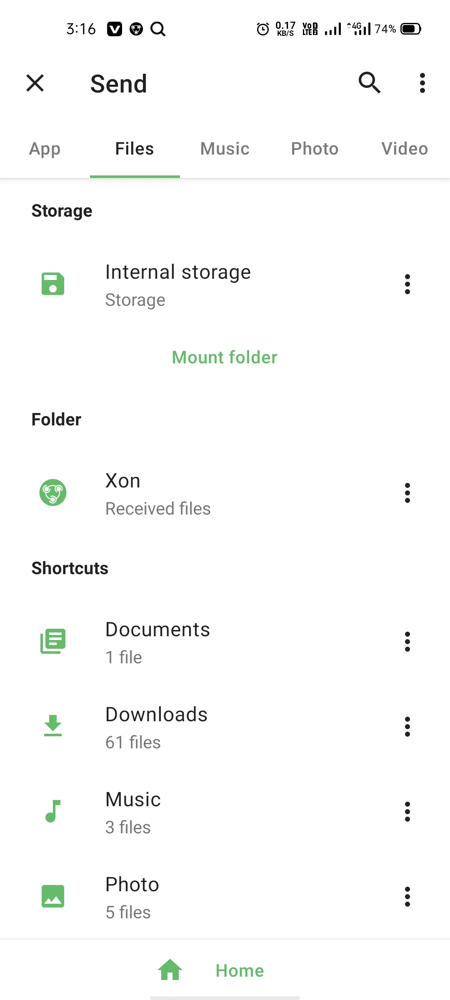 3:16 0.17 KB/S VoD LTE2 4G 74%
Send
App Files Music Photo Video
Storage
Internal storage
Storage
Mount folder
Folder
Xon
Received files
Shortcuts
Documents
1 file
Downloads
61 files
Music
3 files
Photo
5 files
Home